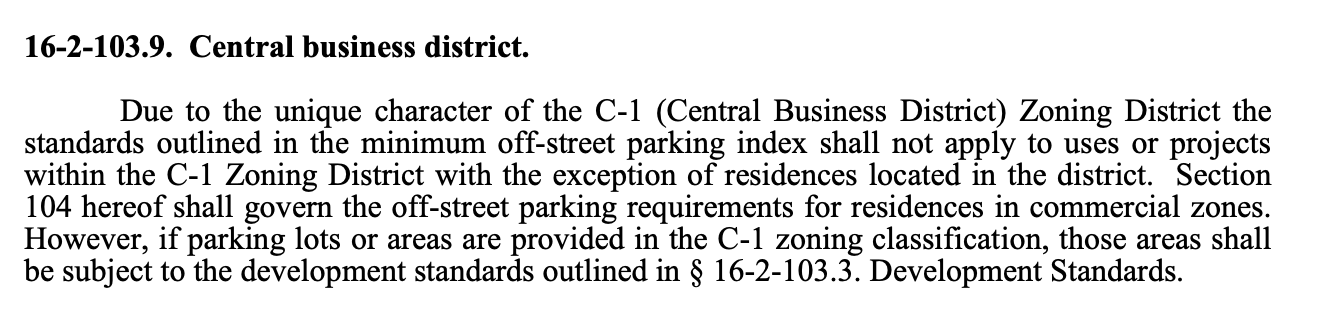 16-2-103.9. Central business district.
Due to the unique character of the C-1 (Central Business District) Zoning District the
standards outlined in the minimum off-street parking index shall not apply to uses or projects
within the C-1 Zoning District with the exception of residences located in the district. Section
104 hereof shall govern the off-street parking requirements for residences in commercial zones.
However, if parking lots or areas are provided in the C-1 zoning classification, those areas shall
be subject to the development standards outlined in § 16-2-103.3. Development Standards.